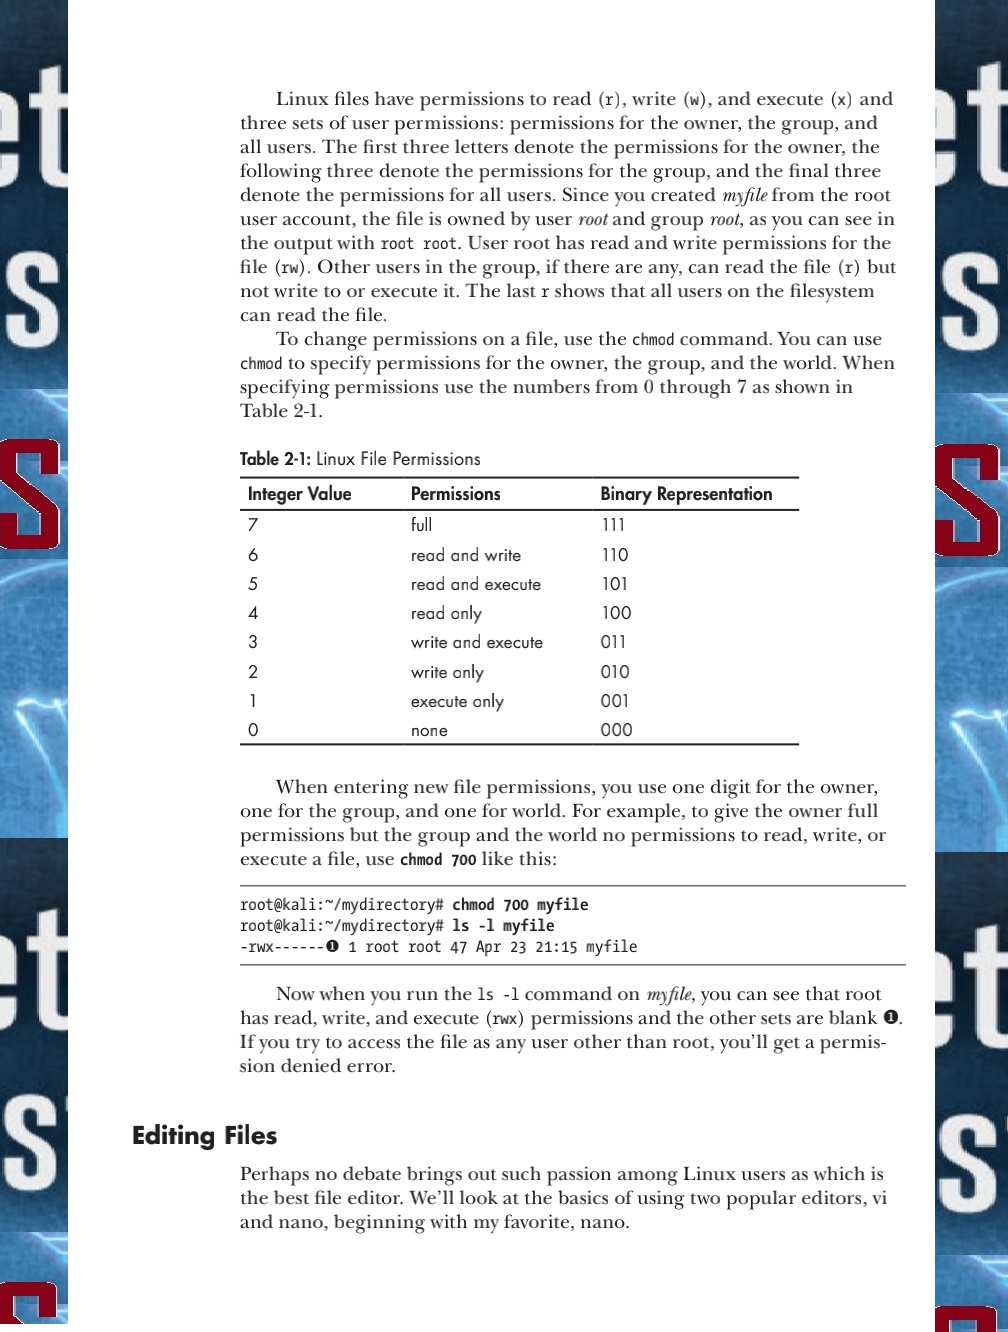 Linux files have permissions to read (r), write (w), and execute (x) and
three sets of user permissions: permissions for the owner, the group, and
all users. The first three letters denote the permissions for the owner, the
following three denote the permissions for the group, and the final three
denote the permissions for all users. Since you created myfile from the root
user account, the file is owned by user root and group root, as you can see in
the output with root root. User root has read and write permissions for the
file (rw). Other users in the group, if there are any, can read the file (r) but
not write to or execute it. The last r shows that all users on the filesystem
can read the file.
To change permissions on a file, use the chmod command. You can use
chmod to specify permissions for the owner, the group, and the world. When
specifying permissions use the numbers from 0 through 7 as shown in
Table 2-1.
Table 2-1: Linux File Permissions
Integer Value Permissions Binary Representation
7 full 111
6 read and write 110
5 read and execute 101
4 read only 100
3 write and execute 011
2 write only 010
1 execute only 001
0 none 000
When entering new file permissions, you use one digit for the owner,
one for the group, and one for world. For example, to give the owner full
permissions but the group and the world no permissions to read, write, or
execute a file, use chmod 700 like this:
root@kali:~/mydirectory# chmod 700 myfile
root@kali:~/mydirectory# ls -l myfile
-rwx------❶ 1 root root 47 Apr 23 21:15 myfile
Now when you run the ls -l command on myfile, you can see that root
has read, write, and execute (rwx) permissions and the other sets are blank ❶.
If you try to access the file as any user other than root, you'll get a permis-
sion denied error.
Editing Files
Perhaps no debate brings out such passion among Linux users as which is
the best file editor. We'll look at the basics of using two popular editors, vi
and nano, beginning with my favorite, nano.